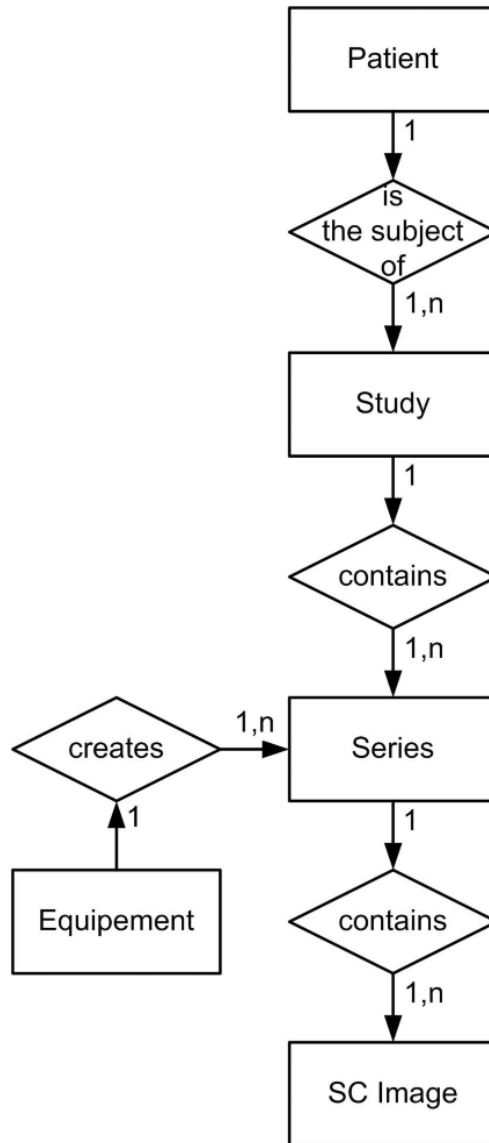 Patient
1
is
the subject
of
1,n
Study
1
contains
1,n
creates
1,n
Series
1
1
Equipement
contains
1,n
SC Image